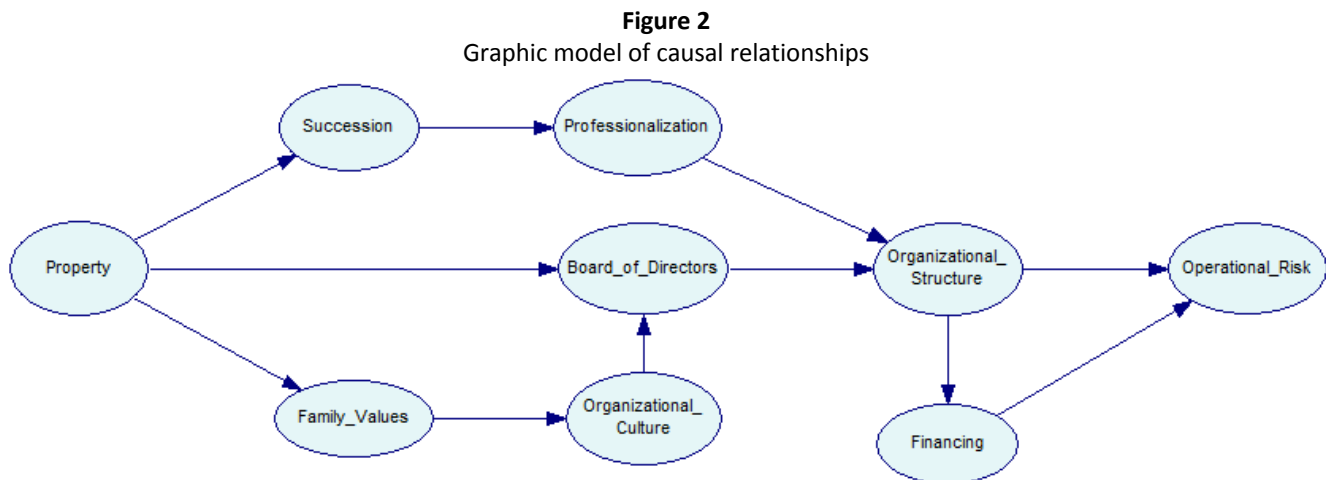 Figure 2
Graphic model of causal relationships
Succession
Professionalization
Property
Board_of_Directors
Organizational_
Structure
Operational_Risk
Family_Values
Organizational_
Culture
Financing